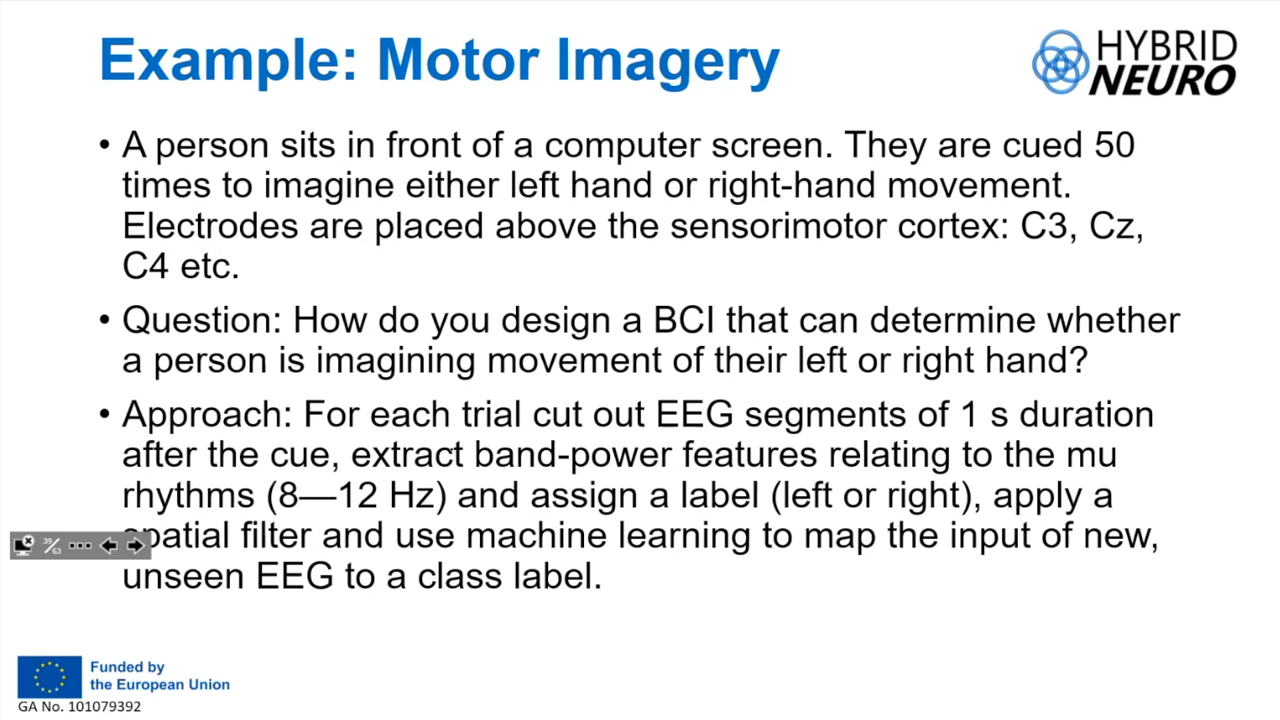 Example: Motor Imagery
HYBRID
NEURO
• A person sits in front of a computer screen. They are cued 50
times to imagine either left hand or right-hand movement.
Electrodes are placed above the sensorimotor cortex: C3, Cz,
C4 etc.
• Question: How do you design a BCI that can determine whether
a person is imagining movement of their left or right hand?
• Approach: For each trial cut out EEG segments of 1 s duration
after the cue, extract band-power features relating to the mu
rhythms (8—12 Hz) and assign a label (left or right), apply a
39/63
spatial filter and use machine learning to map the input of new,
unseen EEG to a class label.
Funded by
the European Union
GA No. 101079392